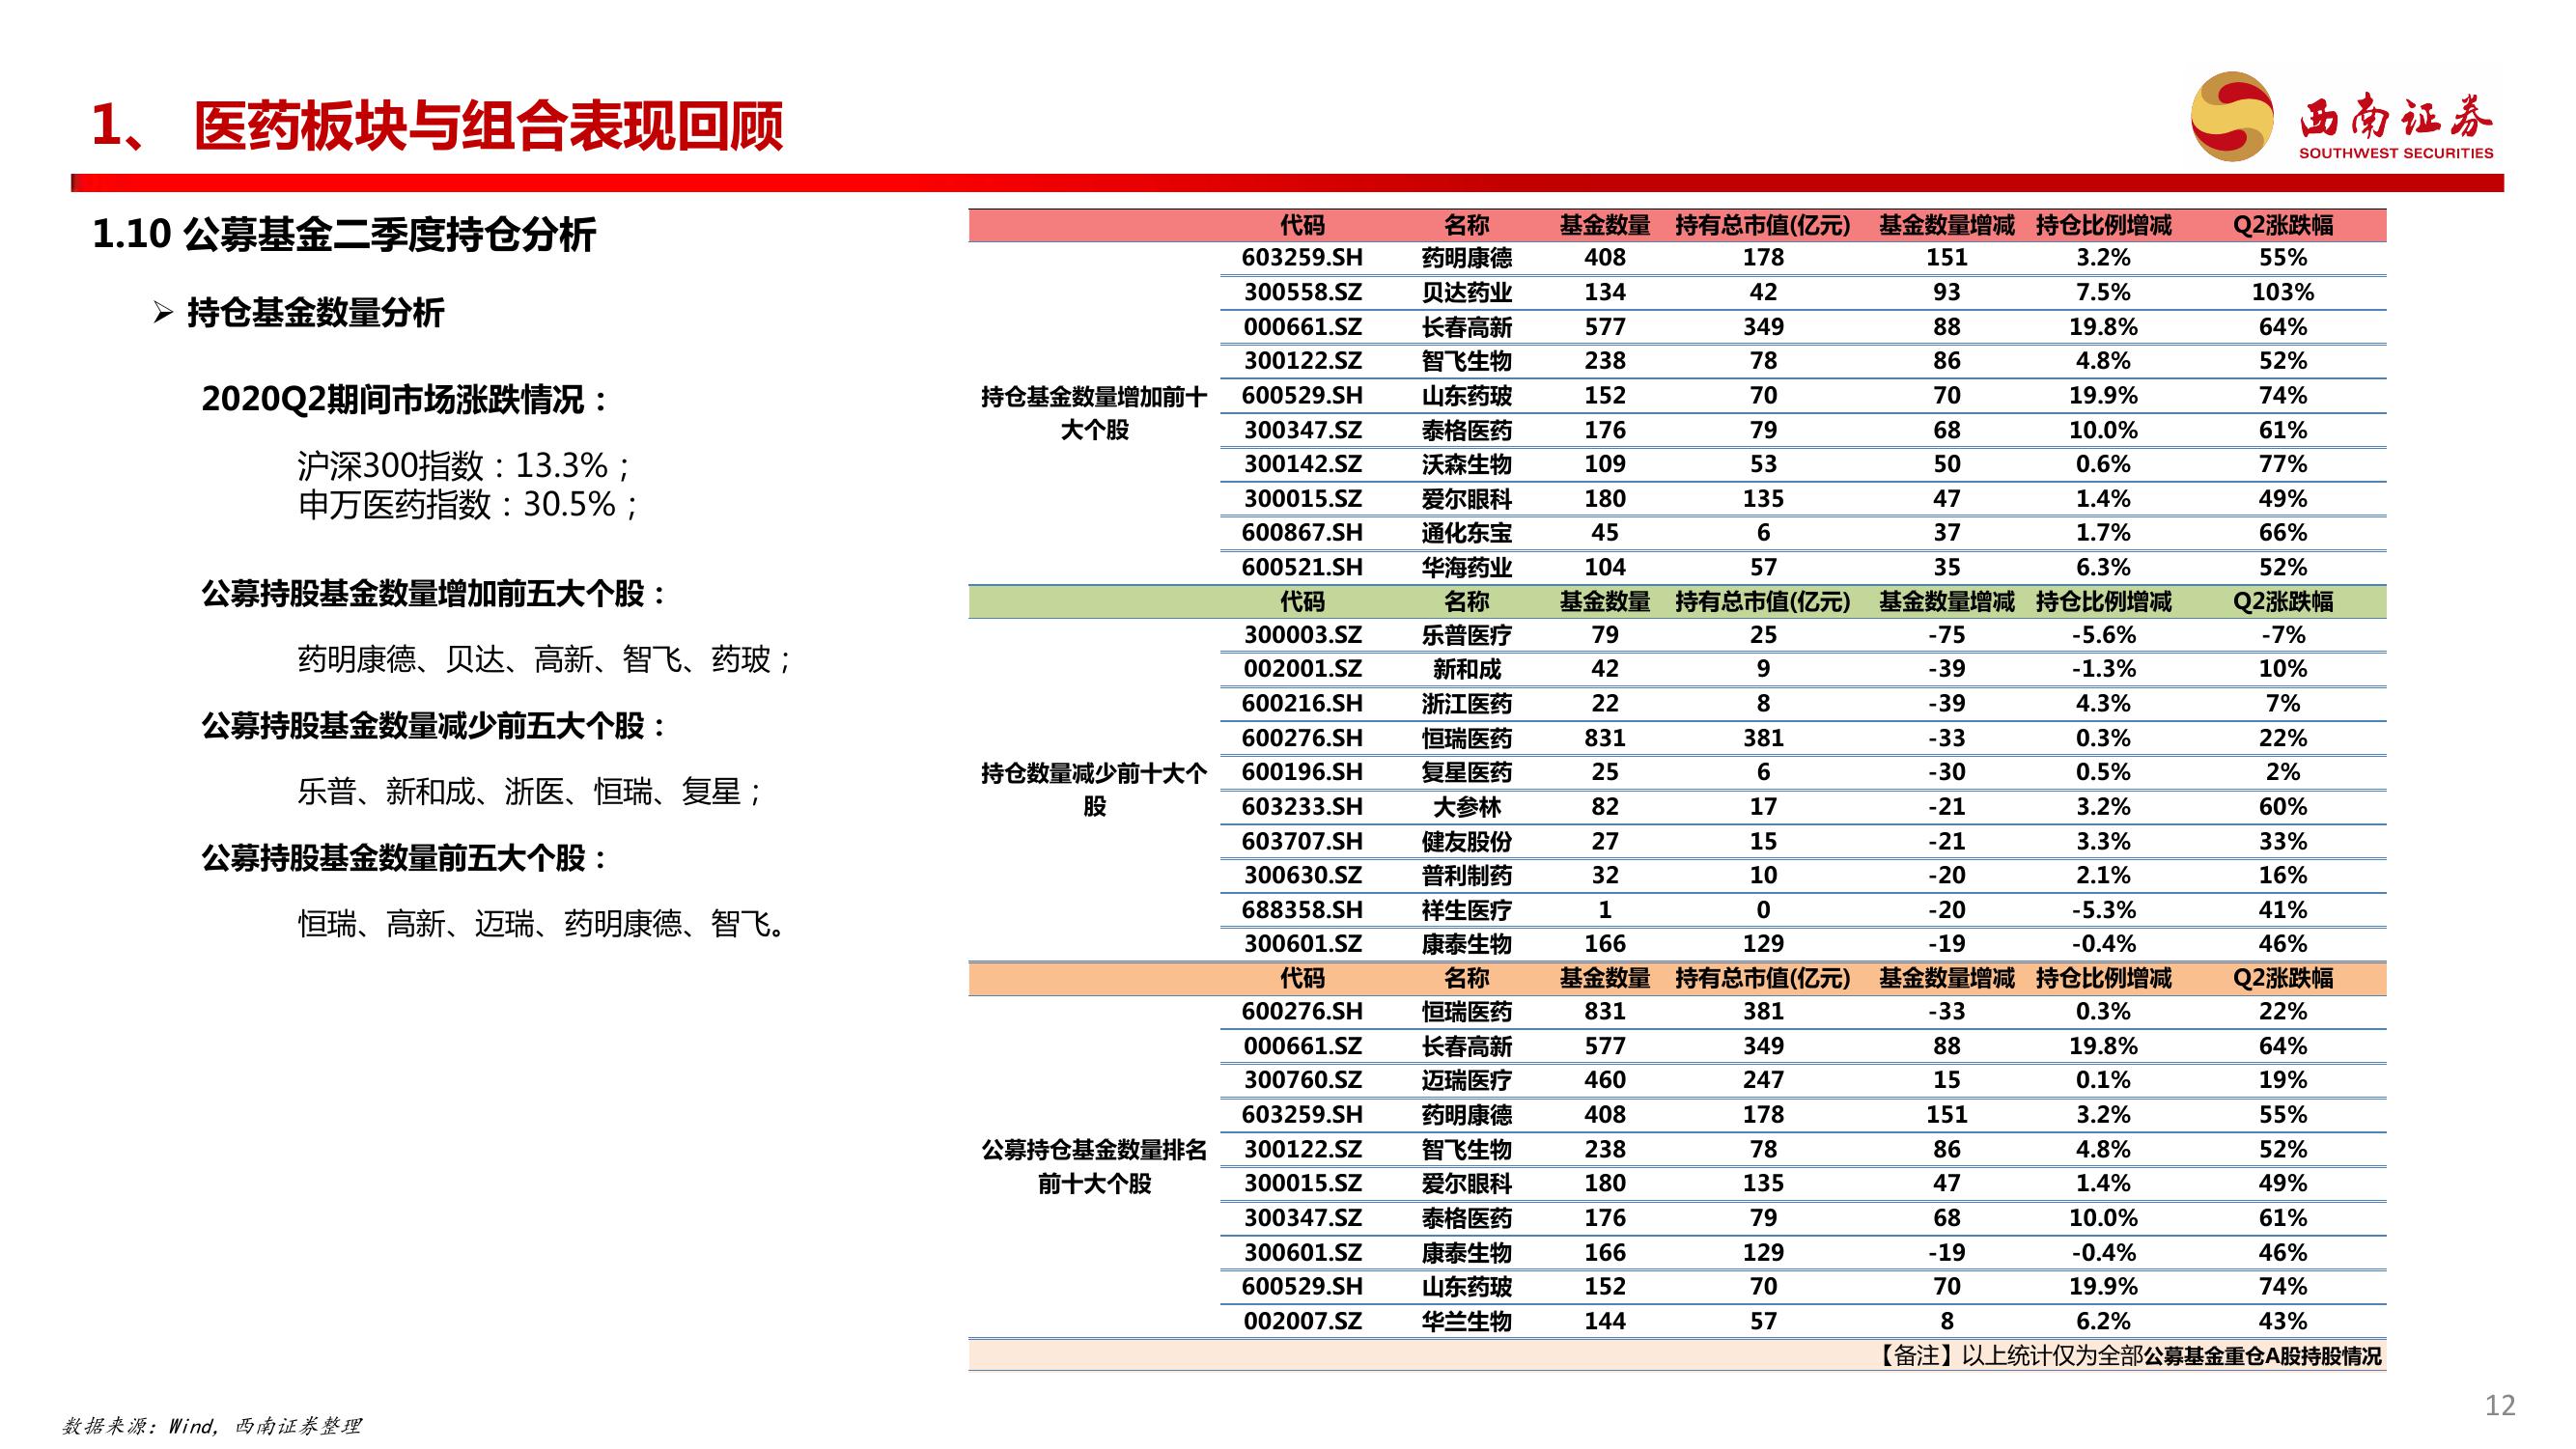 1、 医药板块与组合表现回顾
西南证券
SOUTHWEST SECURITIES
1.10 公募基金二季度持仓分析
➢ 持仓基金数量分析
2020Q2期间市场涨跌情况：
沪深300指数：13.3%；
申万医药指数：30.5%；
公募持股基金数量增加前五大个股：
药明康德、贝达、高新、智飞、药玻；
公募持股基金数量减少前五大个股：
乐普、新和成、浙医、恒瑞、复星；
公募持股基金数量前五大个股：
恒瑞、高新、迈瑞、药明康德、智飞。
代码 名称 基金数量 持有总市值(亿元) 基金数量增减 持仓比例增减 Q2涨跌幅
持仓基金数量增加前十
大个股
603259.SH 药明康德 408 178 151 3.2% 55%
300558.SZ 贝达药业 134 42 93 7.5% 103%
000661.SZ 长春高新 577 349 88 19.8% 64%
300122.SZ 智飞生物 238 78 86 4.8% 52%
600529.SH 山东药玻 152 70 70 19.9% 74%
300347.SZ 泰格医药 176 79 68 10.0% 61%
300142.SZ 沃森生物 109 53 50 0.6% 77%
300015.SZ 爱尔眼科 180 135 47 1.4% 49%
600867.SH 通化东宝 45 6 37 1.7% 66%
600521.SH 华海药业 104 57 35 6.3% 52%
代码 名称 基金数量 持有总市值(亿元) 基金数量增减 持仓比例增减 Q2涨跌幅
持仓数量减少前十大个
股
300003.SZ 乐普医疗 79 25 -75 -5.6% -7%
002001.SZ 新和成 42 9 -39 -1.3% 10%
600216.SH 浙江医药 22 8 -39 4.3% 7%
600276.SH 恒瑞医药 831 381 -33 0.3% 22%
600196.SH 复星医药 25 6 -30 0.5% 2%
603233.SH 大参林 82 17 -21 3.2% 60%
603707.SH 健友股份 27 15 -21 3.3% 33%
300630.SZ 普利制药 32 10 -20 2.1% 16%
688358.SH 祥生医疗 1 0 -20 -5.3% 41%
300601.SZ 康泰生物 166 129 -19 -0.4% 46%
代码 名称 基金数量 持有总市值(亿元) 基金数量增减 持仓比例增减 Q2涨跌幅
公募持仓基金数量排名
前十大个股
600276.SH 恒瑞医药 831 381 -33 0.3% 22%
000661.SZ 长春高新 577 349 88 19.8% 64%
300760.SZ 迈瑞医疗 460 247 15 0.1% 19%
603259.SH 药明康德 408 178 151 3.2% 55%
300122.SZ 智飞生物 238 78 86 4.8% 52%
300015.SZ 爱尔眼科 180 135 47 1.4% 49%
300347.SZ 泰格医药 176 79 68 10.0% 61%
300601.SZ 康泰生物 166 129 -19 -0.4% 46%
600529.SH 山东药玻 152 70 70 19.9% 74%
002007.SZ 华兰生物 144 57 8 6.2% 43%
【备注】以上统计仅为全部公募基金重仓A股持股情况
数据来源：Wind，西南证券整理
12